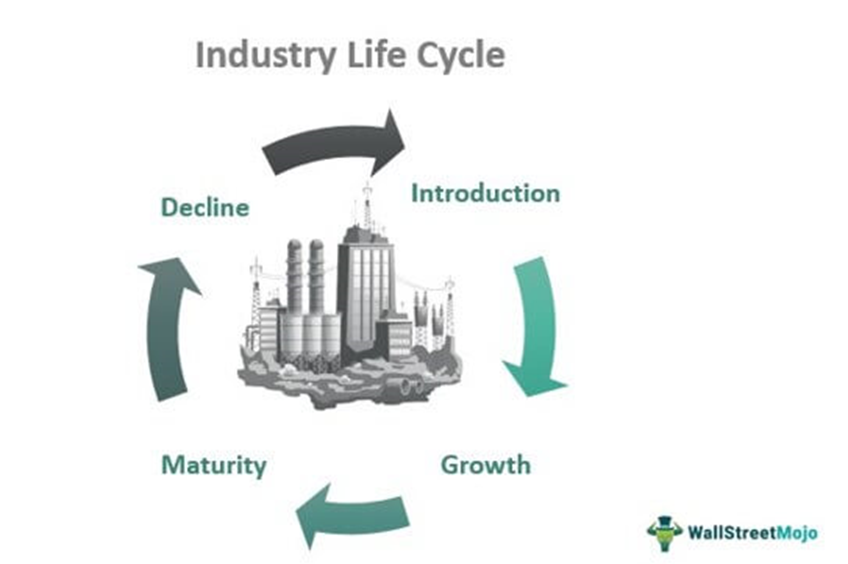 Industry Life Cycle
Decline
Introduction
Maturity
Growth
WallStreetMojo